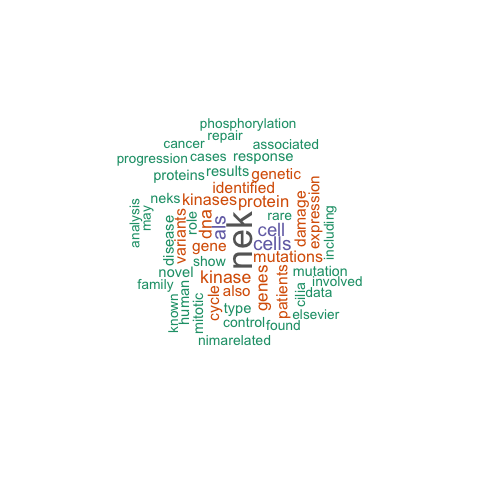 phosphorylation
repair
cancer
associated
progression
cases
response
proteins
results
genetic
identified
neks
kinases
protein
analysis
may
disease
variants
role
dna
als
nek
rare
damage
expression
including
cell
cells
gene
show
mutations
novel
kinase
mutation
family
human
cycle
also
genes
patients
cilia
involved
data
known
mitotic
type
control
found
elsevier
nimarelated